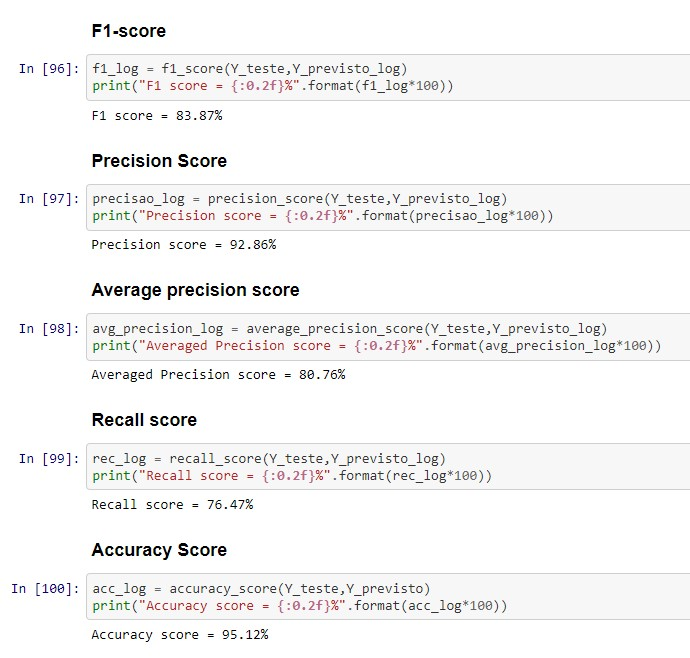 F1-score
In [96]: f1_log = f1_score(Y_teste,Y_previsto_log)
print("F1 score = {:0.2f}%".format(f1_log*100))
F1 score = 83.87%
Precision Score
In [97]: precisao_log = precision_score(Y_teste,Y_previsto_log)
print("Precision score = {:0.2f}%".format(precisao_log*100))
Precision score = 92.86%
Average precision score
In [98]: avg_precision_log = average_precision_score(Y_teste,Y_previsto_log)
print("Averaged Precision score = {:0.2f}%".format(avg_precision_log*100))
Averaged Precision score = 80.76%
Recall score
In [99]: rec_log = recall_score(Y_teste,Y_previsto_log)
print("Recall score = {:0.2f}%".format(rec_log*100))
Recall score = 76.47%
Accuracy Score
In [100]: acc_log = accuracy_score(Y_teste,Y_previsto)
print("Accuracy score = {:0.2f}%".format(acc_log*100))
Accuracy score = 95.12%